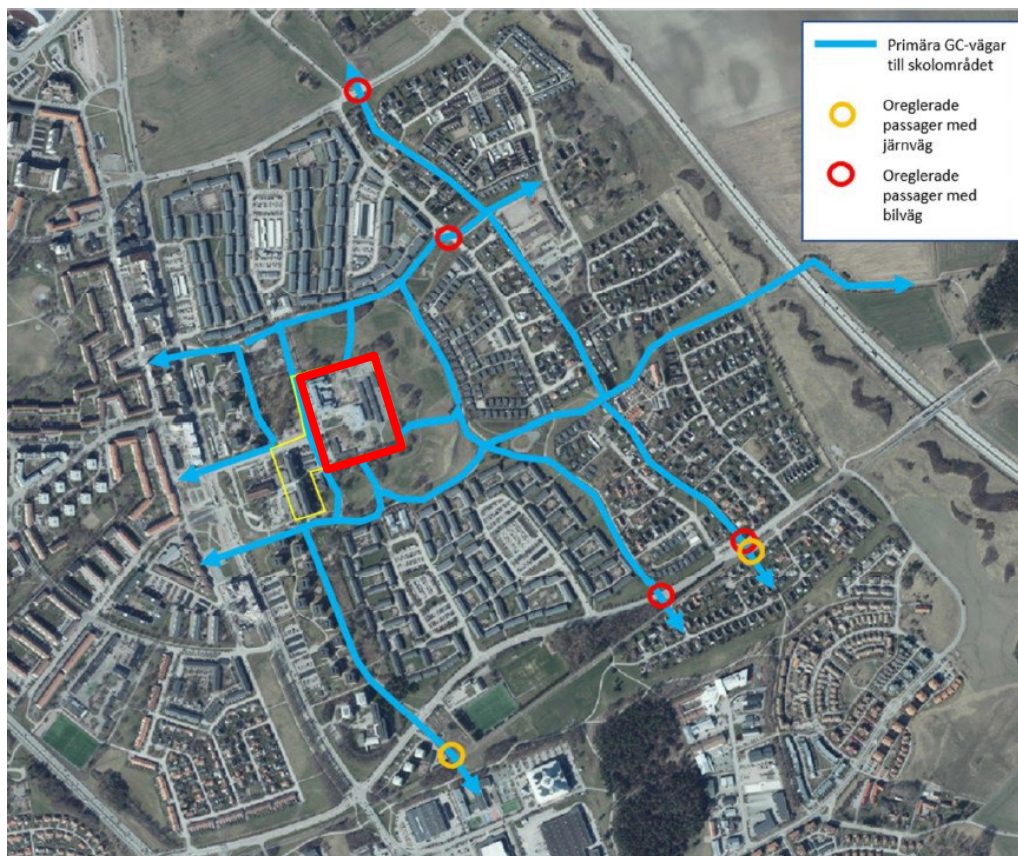 Primära GC-vägar
till skolområdet
Oreglerade
passager med
järnväg
Oreglerade
passager med
bilväg